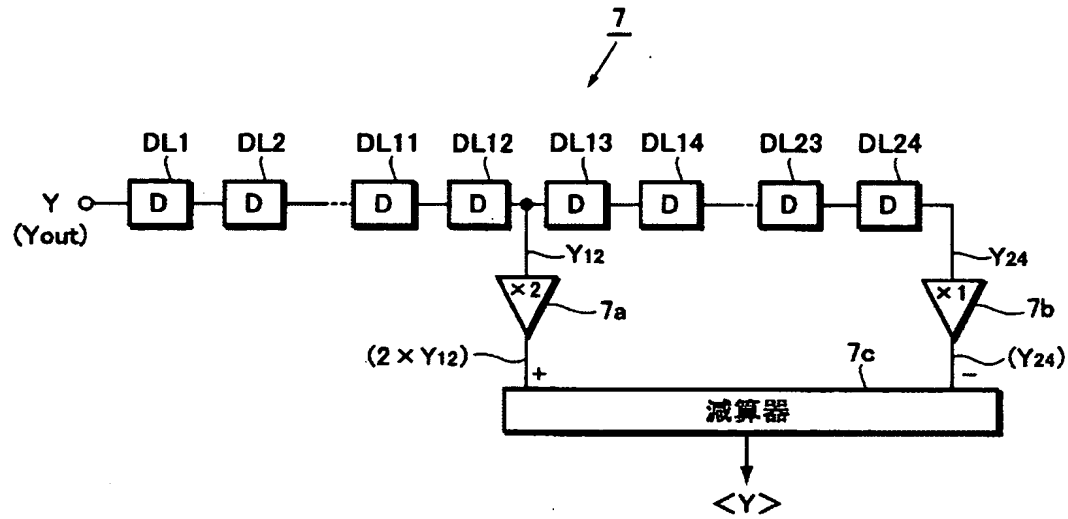 7
DL1 DL2 DL11 DL12 DL13 DL14 DL23 DL24
Y D D D D D D D D
(Yout)
Y12 Y24
×2 7a ×1 7b
(2×Y12) 7c (Y24)
+ −
減算器
<Y>